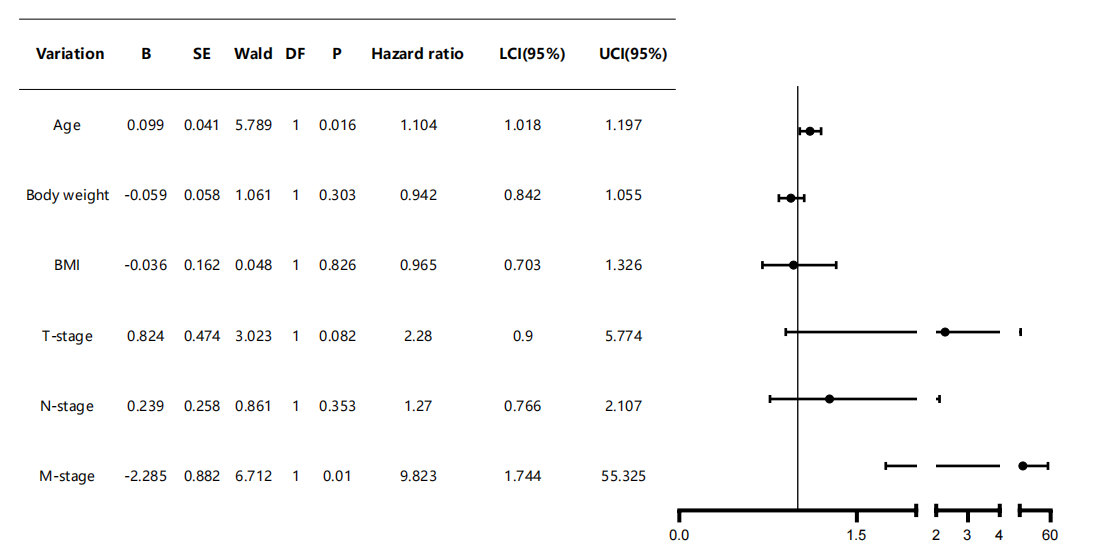 Variation B SE Wald DF P Hazard ratio LCI(95%) UCI(95%)
Age 0.099 0.041 5.789 1 0.016 1.104 1.018 1.197
Body weight -0.059 0.058 1.061 1 0.303 0.942 0.842 1.055
BMI -0.036 0.162 0.048 1 0.826 0.965 0.703 1.326
T-stage 0.824 0.474 3.023 1 0.082 2.28 0.9 5.774
N-stage 0.239 0.258 0.861 1 0.353 1.27 0.766 2.107
M-stage -2.285 0.882 6.712 1 0.01 9.823 1.744 55.325
0.0 1.5 2 3 4 60